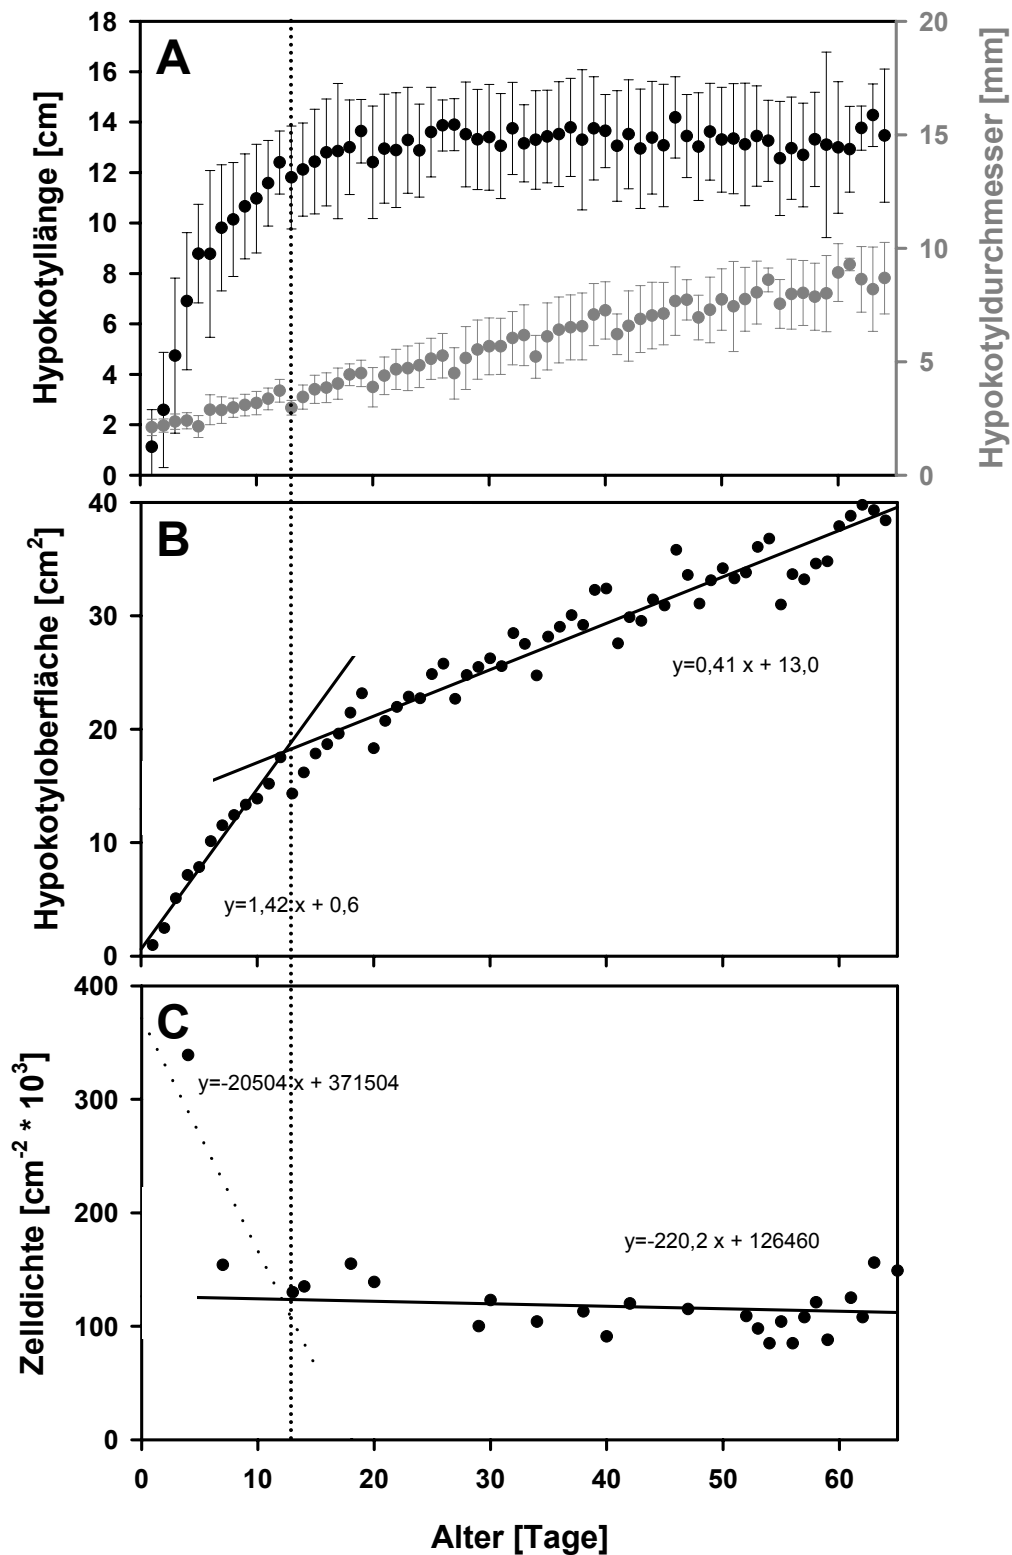 A
18
16
14
12
10
8
6
4
2
0
Hypokotyllänge [cm]
20
15
10
5
0
Hypokotyldurchmesser [mm]
B
40
30
20
10
0
Hypokotyloberfläche [cm²]
y=0,41 x + 13,0
y=1,42 x + 0,6
C
400
300
200
100
0
Zelldichte [cm⁻² * 10³]
y=-20504 x + 371504
y=-220,2 x + 126460
0 10 20 30 40 50 60
Alter [Tage]